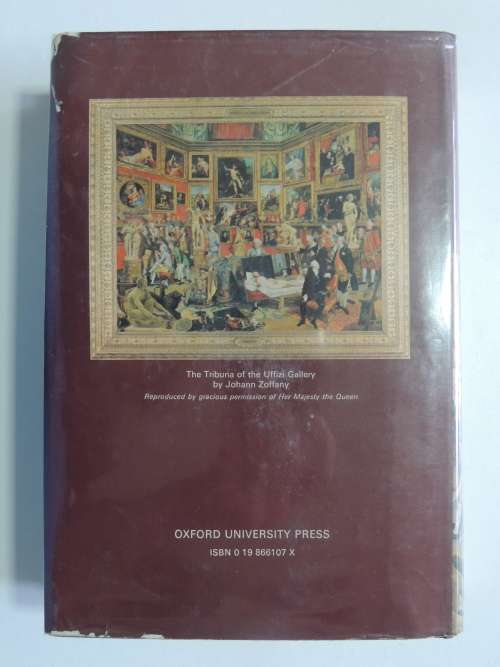 The Tribuna of the Uffizi Gallery
by Johann Zoffany
Reproduced by gracious permission of Her Majesty the Queen
OXFORD UNIVERSITY PRESS
ISBN 0 19 866107 X